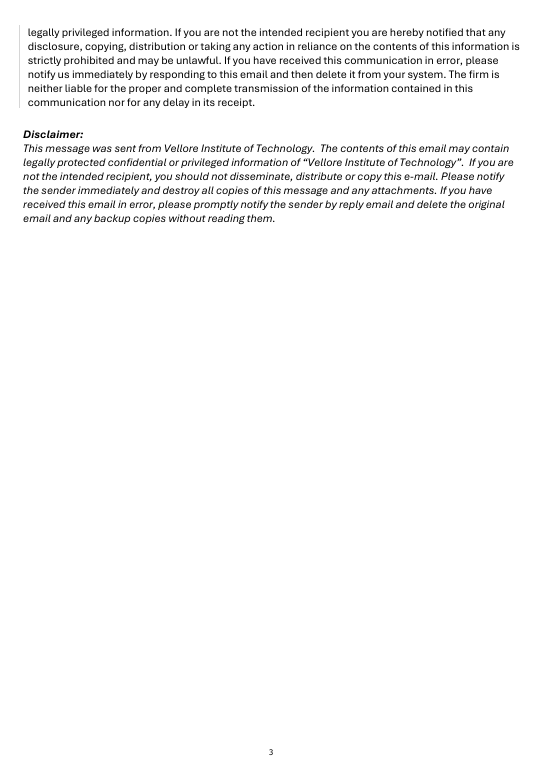 legally privileged information. If you are not the intended recipient you are hereby notified that any
disclosure, copying, distribution or taking any action in reliance on the contents of this information is
strictly prohibited and may be unlawful. If you have received this communication in error, please
notify us immediately by responding to this email and then delete it from your system. The firm is
neither liable for the proper and complete transmission of the information contained in this
communication nor for any delay in its receipt.
Disclaimer:
This message was sent from Vellore Institute of Technology.  The contents of this email may contain
legally protected confidential or privileged information of “Vellore Institute of Technology”.  If you are
not the intended recipient, you should not disseminate, distribute or copy this e-mail. Please notify
the sender immediately and destroy all copies of this message and any attachments. If you have
received this email in error, please promptly notify the sender by reply email and delete the original
email and any backup copies without reading them.
3